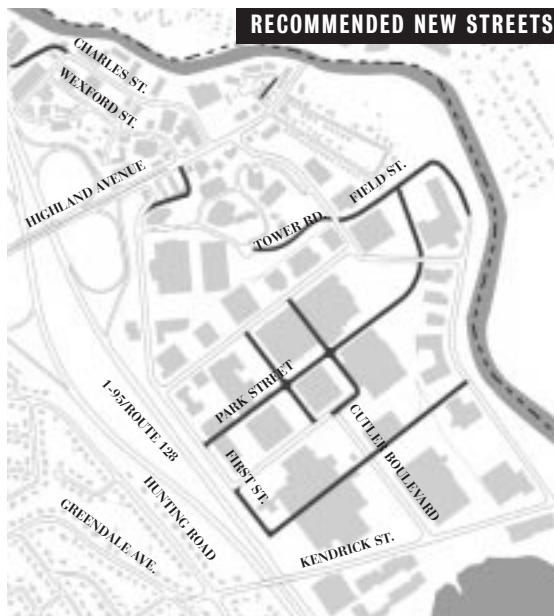 RECOMMENDED NEW STREETS
CHARLES ST.
WEXFORD ST.
HIGHLAND AVENUE
FIELD ST.
TOWER RD.
PARK STREET
1-95/ROUTE 128
CUTLER BOULEVARD
FIRST ST.
HUNTING ROAD
GREENDALE AVE.
KENDRICK ST.